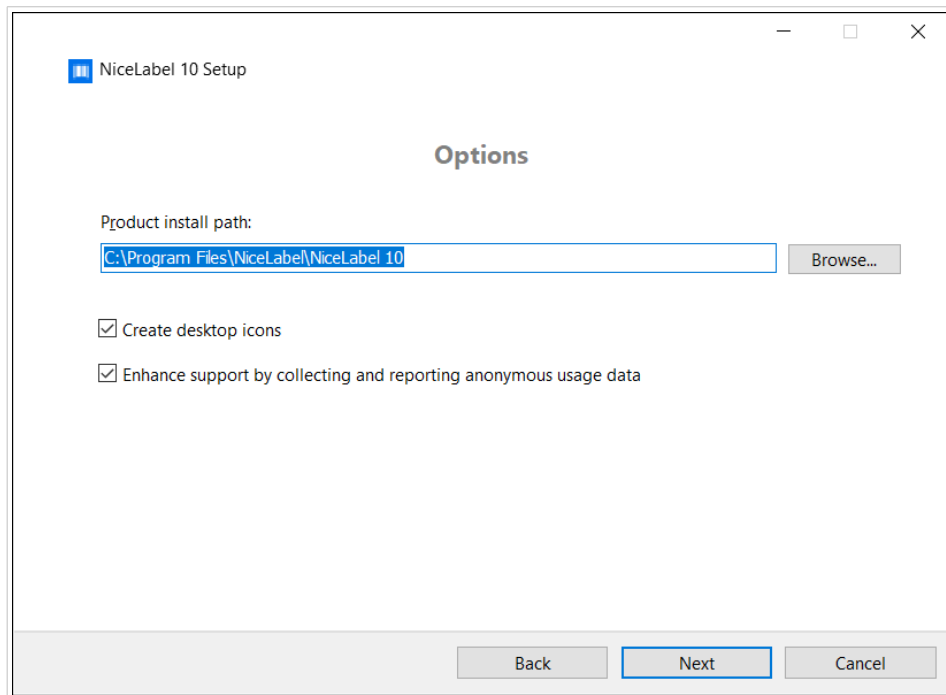 NiceLabel 10 Setup
Options
Product install path:
C:\Program Files\NiceLabel\NiceLabel 10
Browse...
Create desktop icons
Enhance support by collecting and reporting anonymous usage data
Back
Next
Cancel